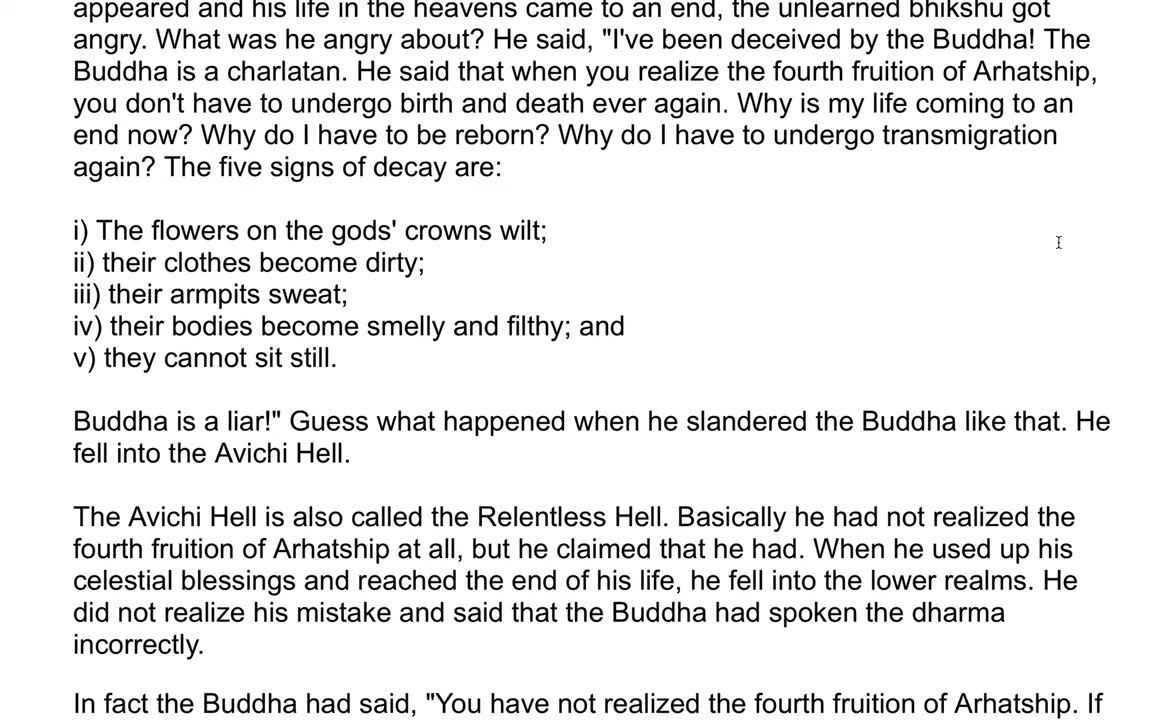 appeared and his life in the heavens came to an end, the unlearned bhikshu got
angry. What was he angry about? He said, "I've been deceived by the Buddha! The
Buddha is a charlatan. He said that when you realize the fourth fruition of Arhatship,
you don't have to undergo birth and death ever again. Why is my life coming to an
end now? Why do I have to be reborn? Why do I have to undergo transmigration
again? The five signs of decay are:
i) The flowers on the gods' crowns wilt;
ii) their clothes become dirty;
iii) their armpits sweat;
iv) their bodies become smelly and filthy; and
v) they cannot sit still.
Buddha is a liar!" Guess what happened when he slandered the Buddha like that. He
fell into the Avichi Hell.
The Avichi Hell is also called the Relentless Hell. Basically he had not realized the
fourth fruition of Arhatship at all, but he claimed that he had. When he used up his
celestial blessings and reached the end of his life, he fell into the lower realms. He
did not realize his mistake and said that the Buddha had spoken the dharma
incorrectly.
In fact the Buddha had said, "You have not realized the fourth fruition of Arhatship. If